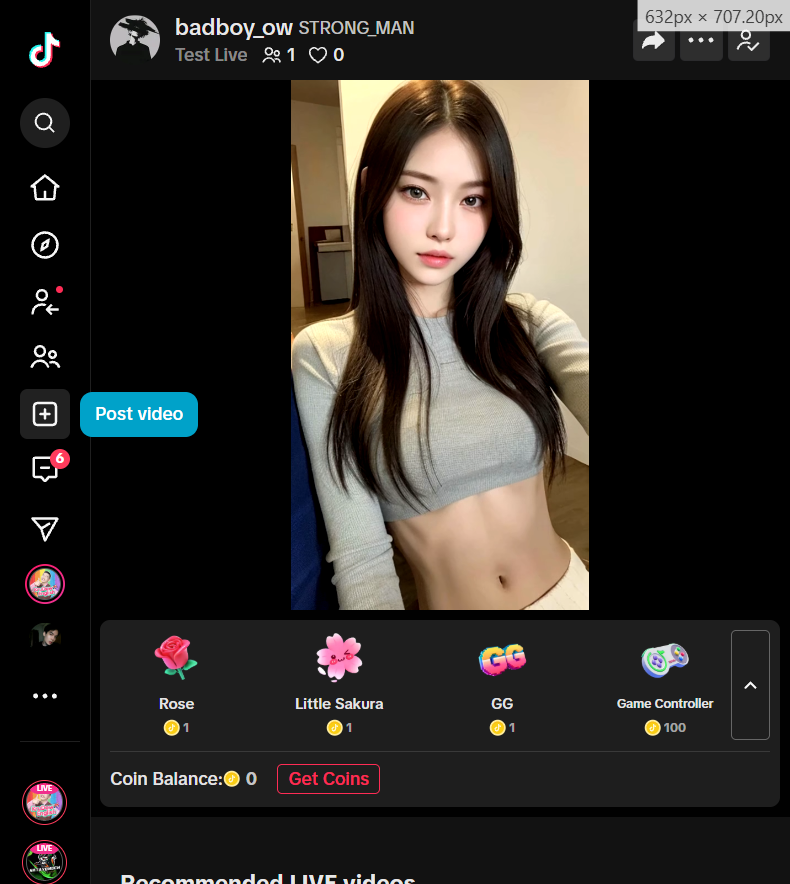 632px × 707.20px
badboy_ow STRONG_MAN
Test Live 1 0
Post video
6
Rose
1
Little Sakura
1
GG
GG
1
Game Controller
100
Coin Balance: 0 Get Coins
LIVE
LIVE
Recommended LIVE videos